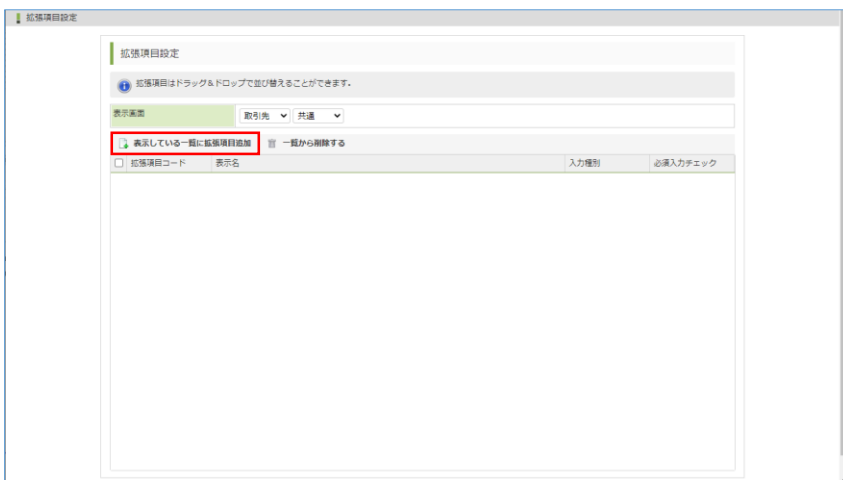 拡張項目設定
拡張項目設定
拡張項目はドラッグ&ドロップで並び替えることができます。
表示画面 取引先 共通
表示している一覧に拡張項目追加 一覧から削除する
拡張項目コード 表示名 入力種別 必須入力チェック